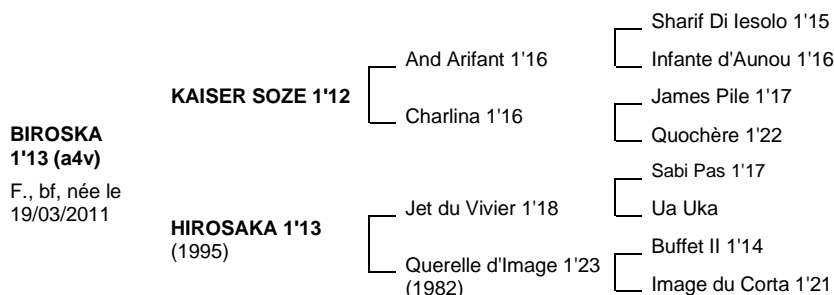 BIROSKA
1'13 (a4v)
F., bf, née le
19/03/2011
KAISER SOZE 1'12
HIROSAKA 1'13
(1995)
And Arifant 1'16
Charlina 1'16
Jet du Vivier 1'18
Querelle d'Image 1'23
(1982)
Sharif Di Iesolo 1'15
Infante d'Aunou 1'16
James Pile 1'17
Quochère 1'22
Sabi Pas 1'17
Ua Uka
Buffet II 1'14
Image du Corta 1'21